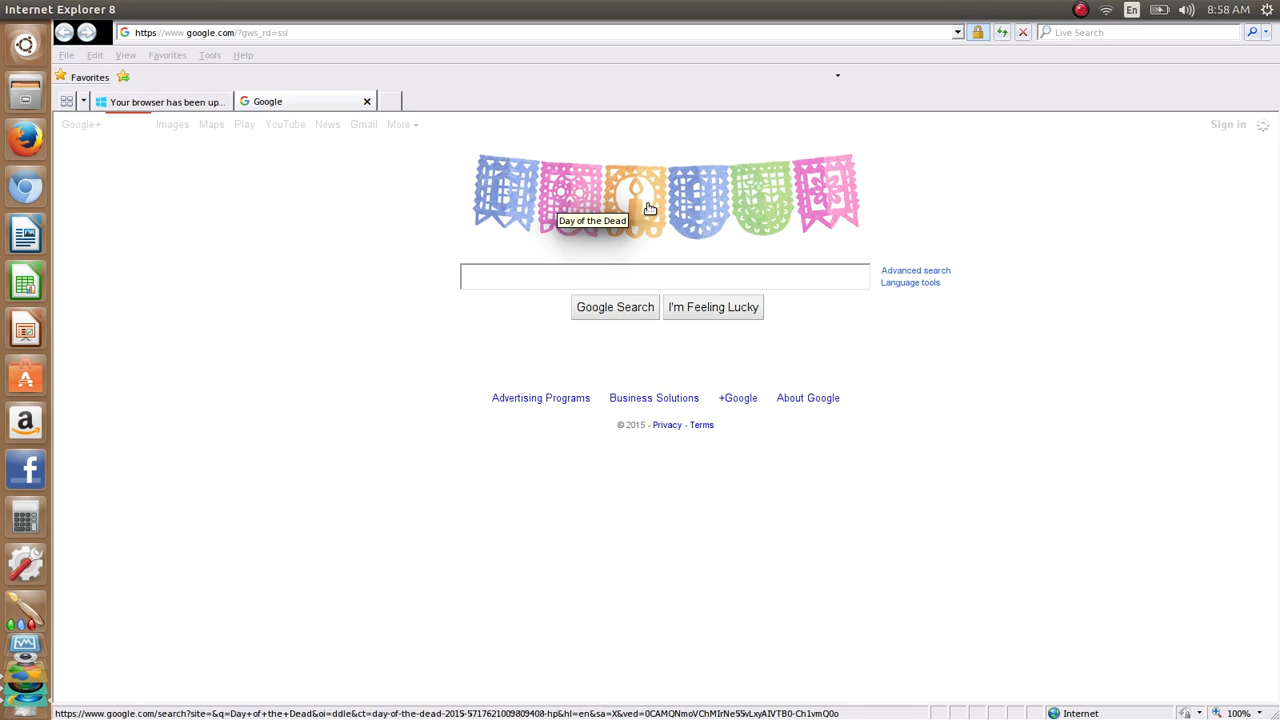 Internet Explorer 8
En
8:58 AM
https://www.google.com/?gws_rd=ssl
Live Search
File Edit View Favorites Tools Help
Favorites
Your browser has been up...
Google
Google+ Images Maps Play YouTube News Gmail More
Sign in
Day of the Dead
Advanced search
Language tools
Google Search
I'm Feeling Lucky
Advertising Programs Business Solutions +Google About Google
© 2015 - Privacy - Terms
Internet
100%